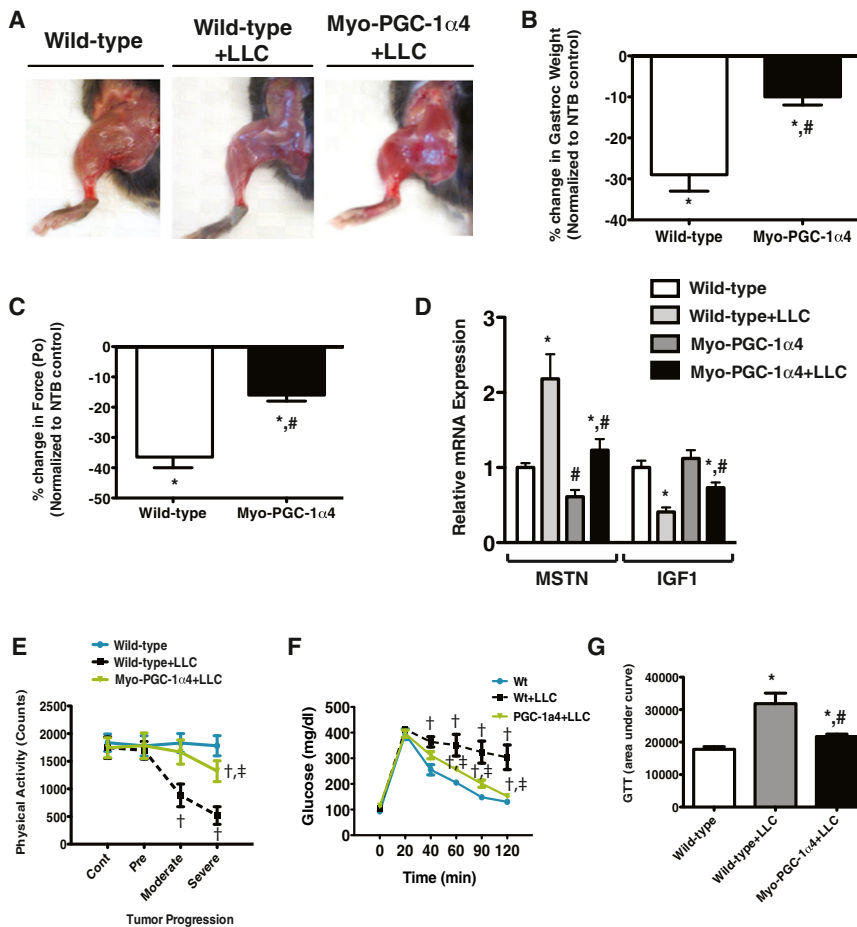 A
Wild-type
Wild-type
+LLC
Myo-PGC-1α4
+LLC
B
% change in Gastroc Weight
(Normalized to NTB control)
0
-10
-20
-30
-40
*
*,#
Wild-type
Myo-PGC-1α4
C
% change in Force (Po)
(Normalized to NTB control)
0
-10
-20
-30
-40
-50
*
*,#
Wild-type
Myo-PGC-1α4
D
Wild-type
Wild-type+LLC
Myo-PGC-1α4
Myo-PGC-1α4+LLC
Relative mRNA Expression
3
2
1
0
*
#
*,#
*
*,#
MSTN
IGF1
E
Wild-type
Wild-type+LLC
Myo-PGC-1α4+LLC
Physical Activity (Counts)
2500
2000
1500
1000
500
0
†,‡
†
†
Cont
Pre
Moderate
Severe
Tumor Progression
F
Wt
Wt+LLC
PGC-1a4+LLC
Glucose (mg/dl)
500
400
300
200
100
0
† † † †
†,‡ †,‡ †,‡
0 20 40 60 90 120
Time (min)
G
GTT (area under curve)
40000
30000
20000
10000
0
*
*,#
Wild-type
Wild-type+LLC
Myo-PGC-1α4+LLC